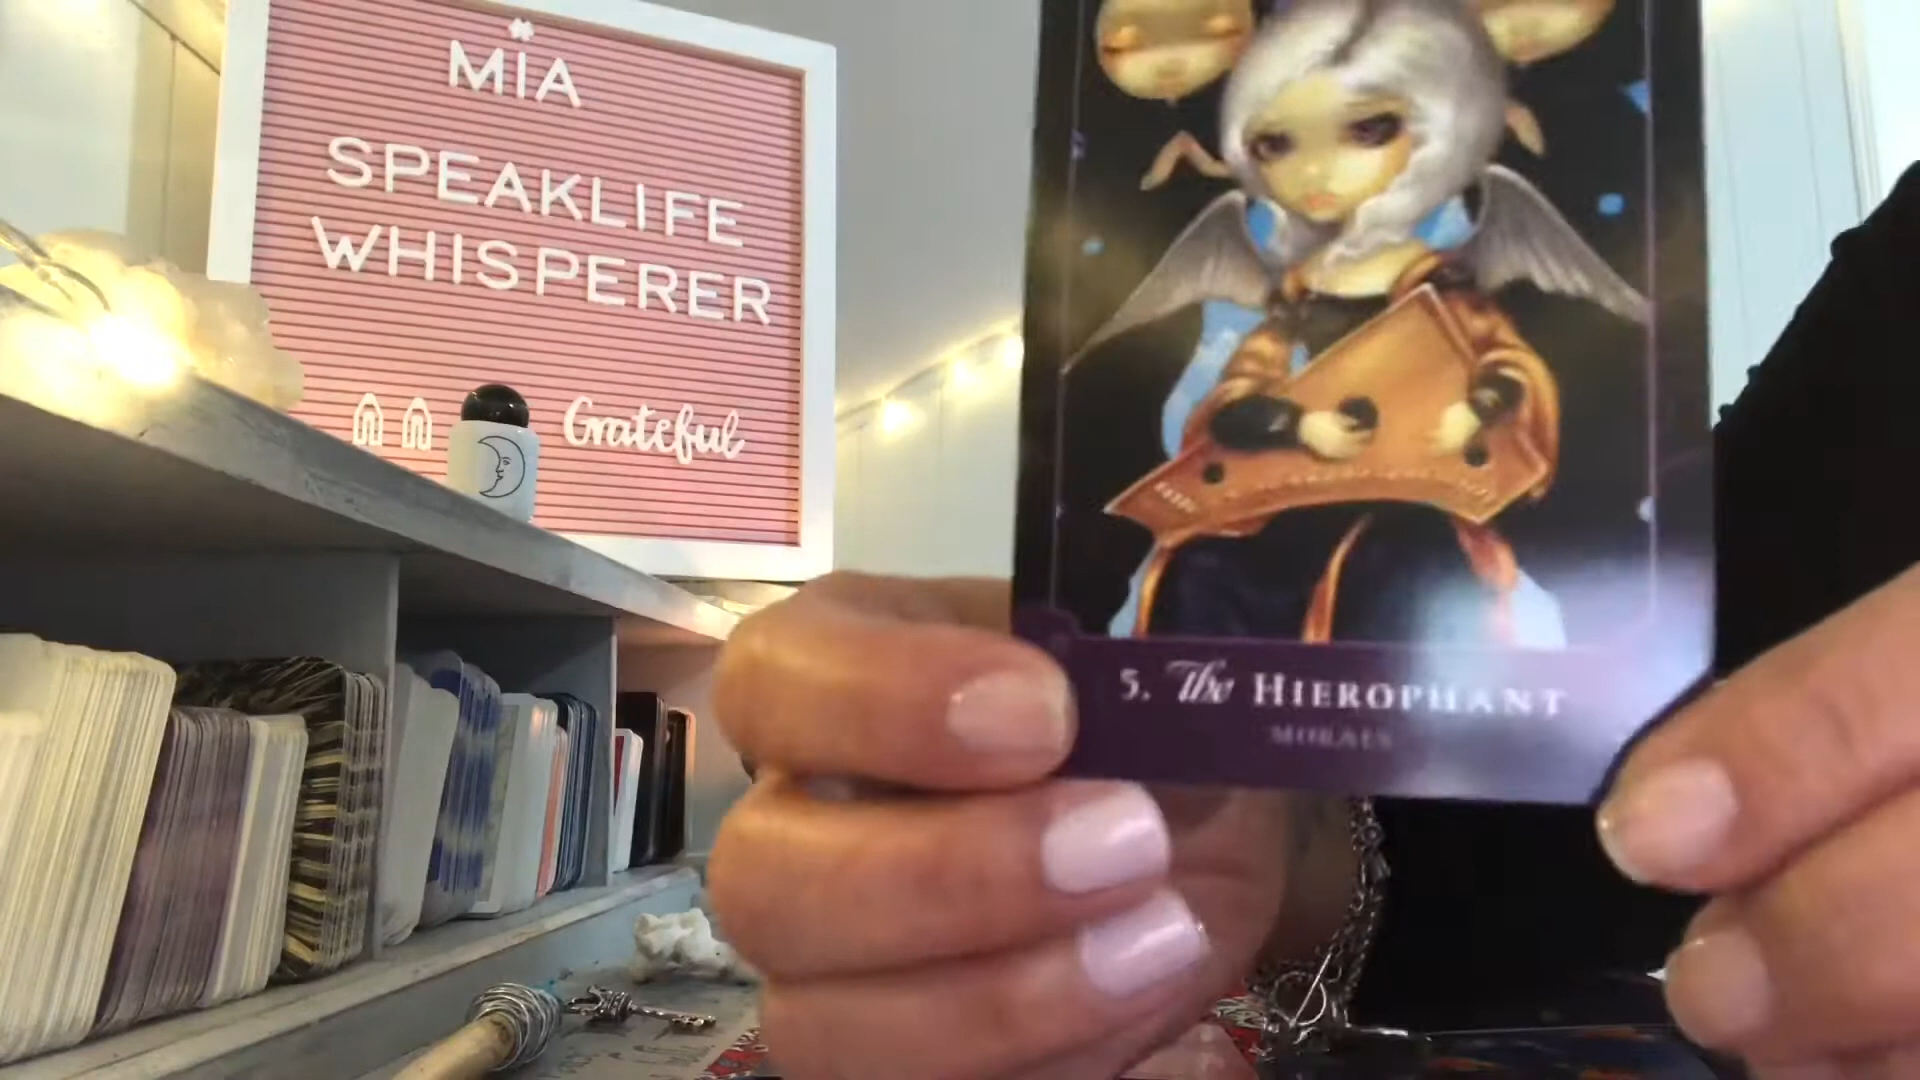 MIA
SPEAKLIFE
WHISPERER
Grateful
5. The HIEROPHANT
MORALS